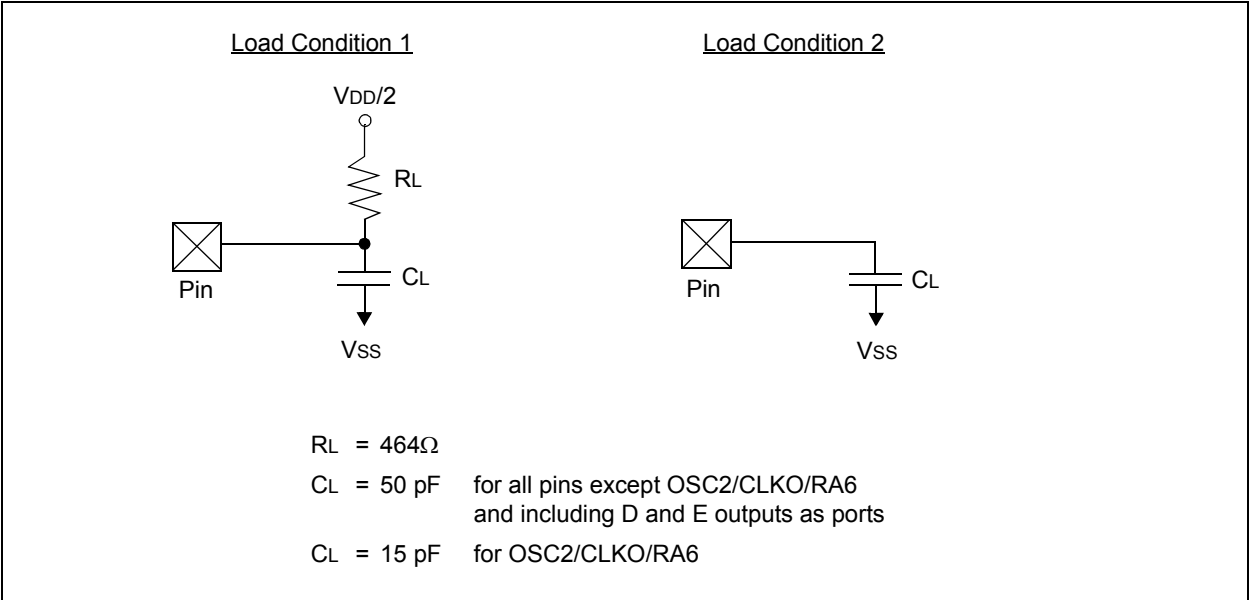 Load Condition 1
Load Condition 2
VDD/2
RL
CL
Pin
VSS
CL
Pin
VSS
RL = 464Ω
CL = 50 pF for all pins except OSC2/CLKO/RA6
and including D and E outputs as ports
CL = 15 pF for OSC2/CLKO/RA6